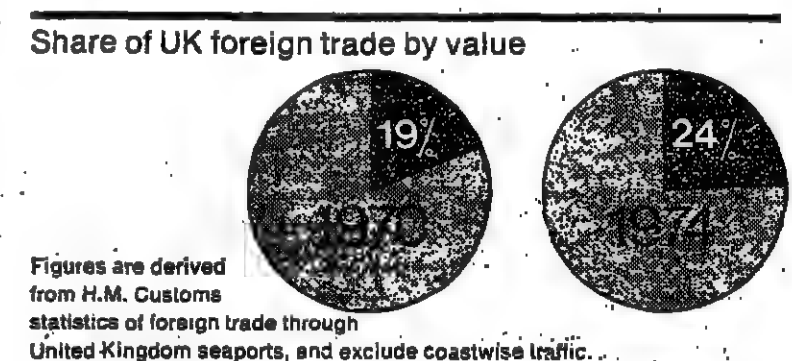 Share of UK foreign trade by value
19%
24%
1970
1974
Figures are derived
from H.M. Customs
statistics of foreign trade through
United Kingdom seaports, and exclude coastwise traffic.